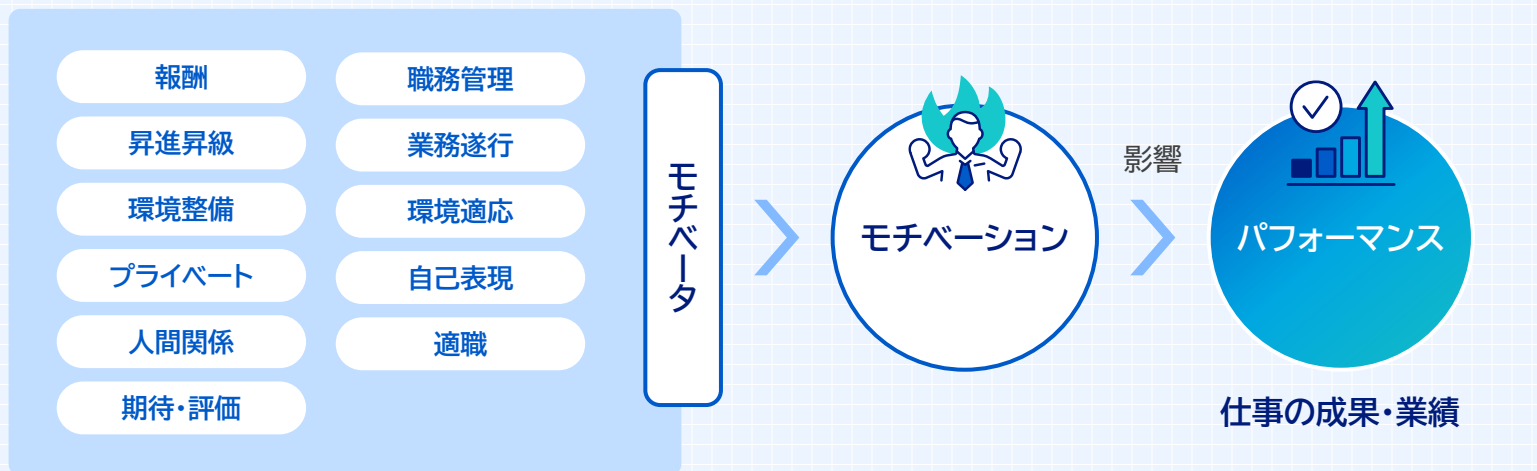 報酬
昇進昇級
環境整備
プライベート
人間関係
期待・評価
職務管理
業務遂行
環境適応
自己表現
適職
モチベータ
モチベーション
影響
パフォーマンス
仕事の成果・業績